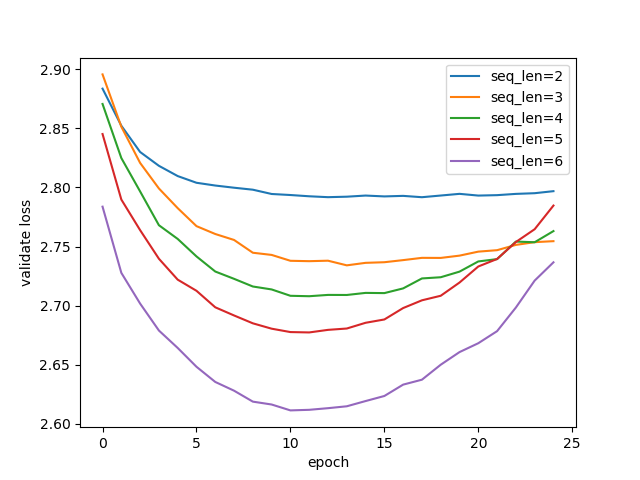 2.90
2.85
2.80
2.75
2.70
2.65
2.60
validate loss
seq_len=2
seq_len=3
seq_len=4
seq_len=5
seq_len=6
0 5 10 15 20 25
epoch